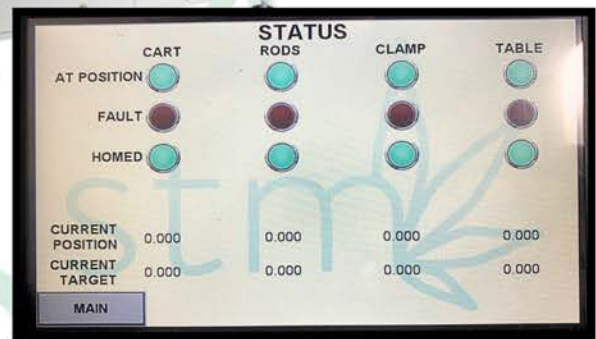 STATUS
CART RODS CLAMP TABLE
AT POSITION
FAULT
HOMED
CURRENT POSITION 0.000 0.000 0.000 0.000
CURRENT TARGET 0.000 0.000 0.000 0.000
MAIN
stm